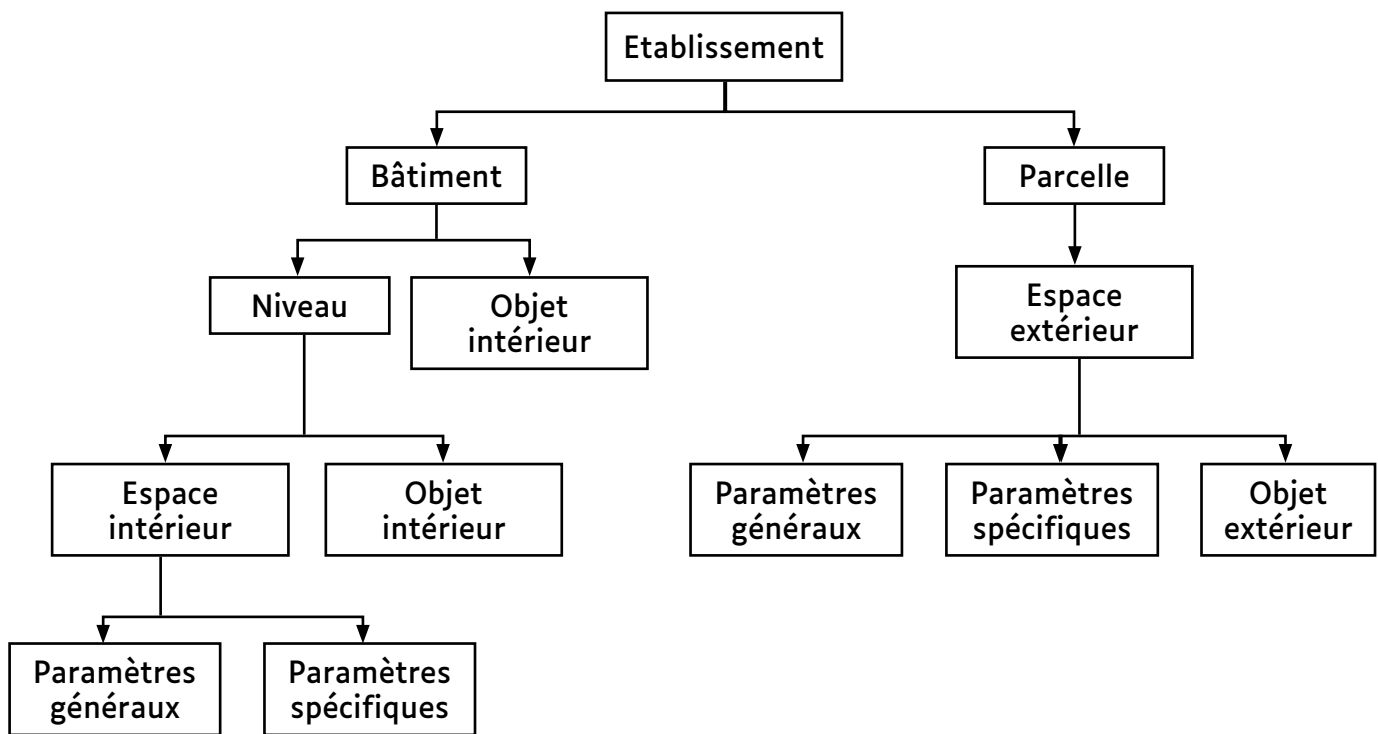 Etablissement
Bâtiment
Parcelle
Niveau
Objet
intérieur
Espace
extérieur
Espace
intérieur
Objet
intérieur
Paramètres
généraux
Paramètres
spécifiques
Objet
extérieur
Paramètres
généraux
Paramètres
spécifiques